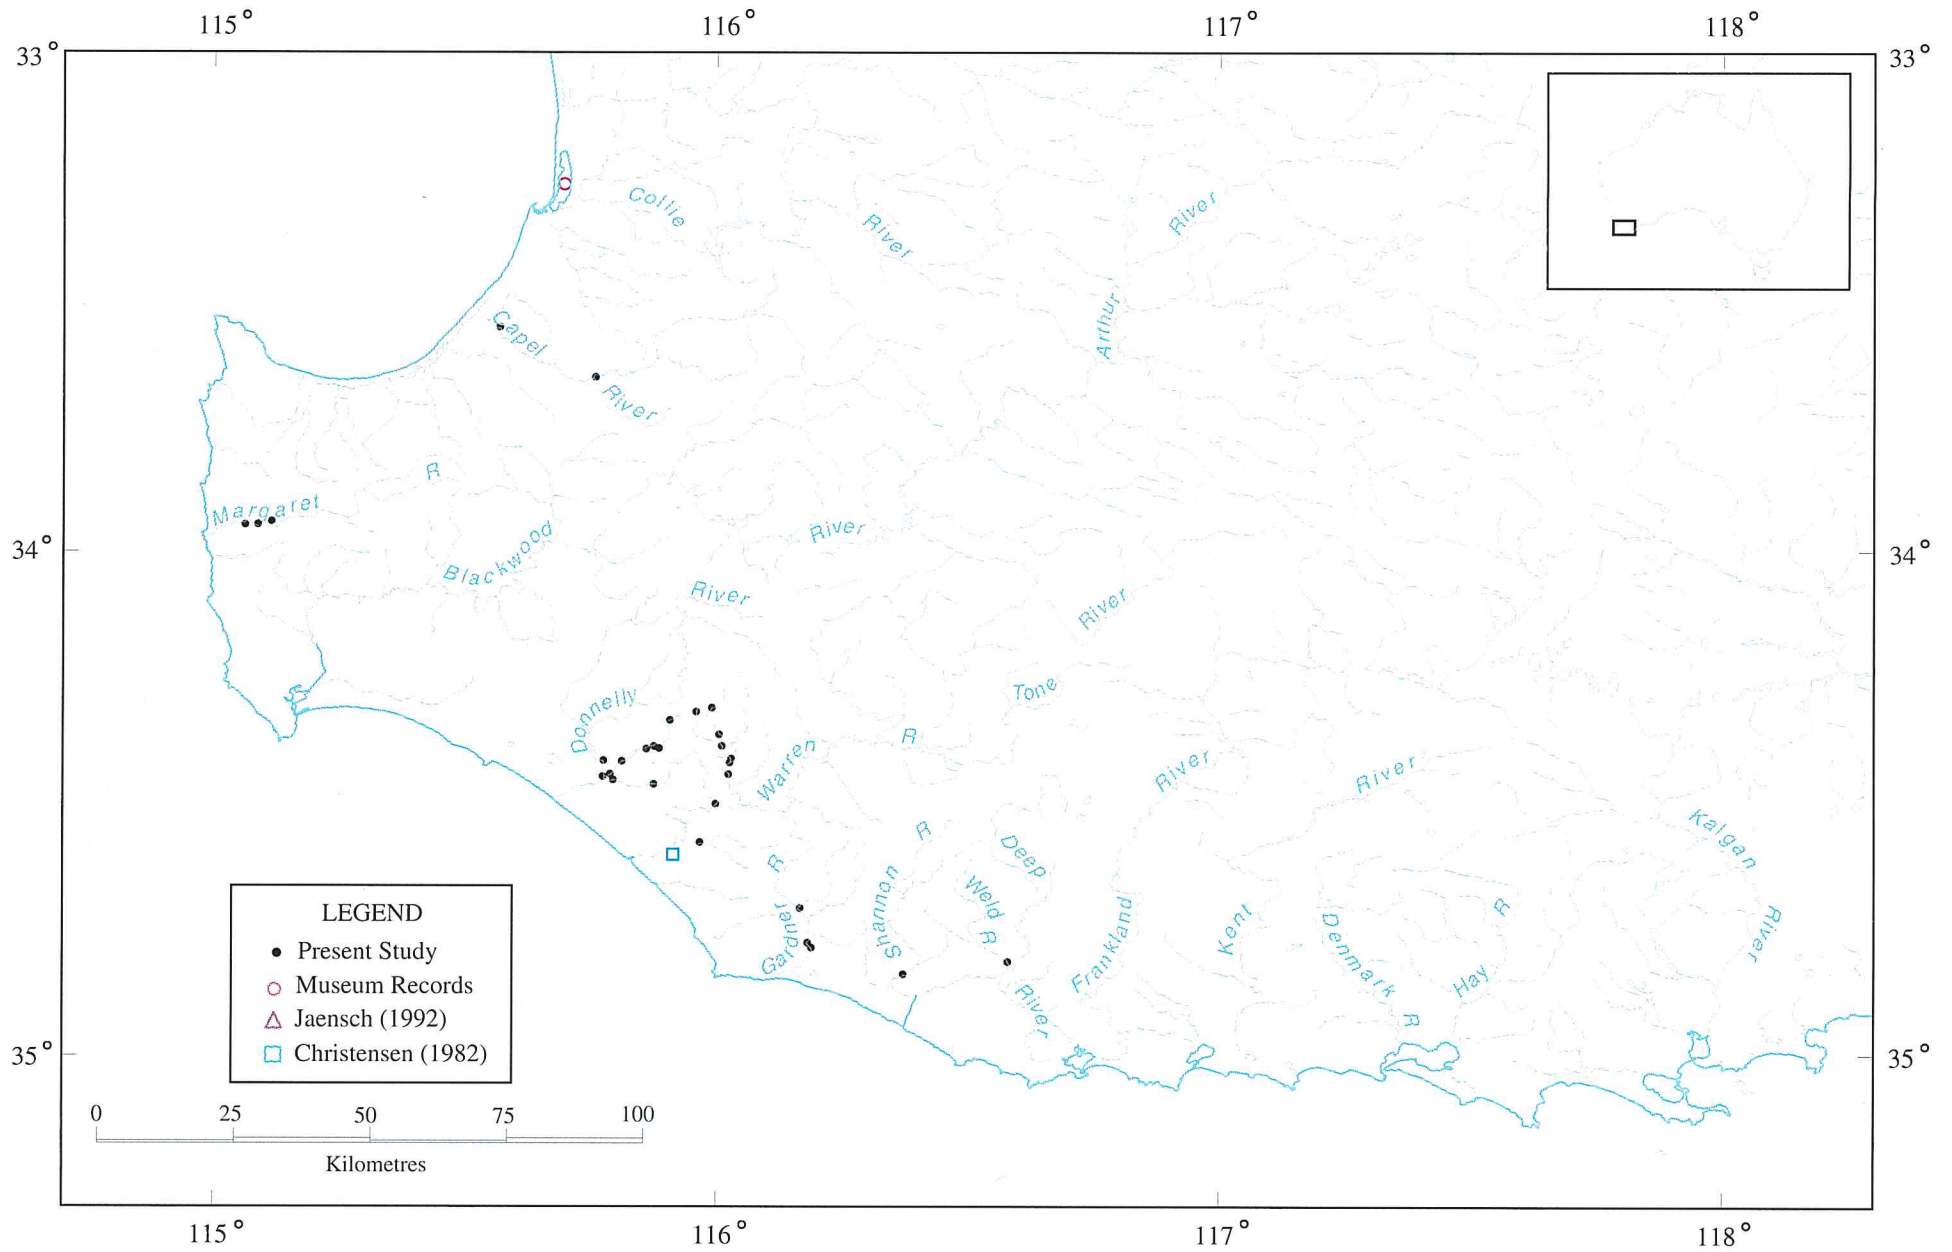 115° 116° 117° 118°
33° 33°
Collie River
River
Arthur
Capel River
R
Margaret
34° 34°
Blackwood
River
River
River
Tone
Donnelly
Warren
R
River
River
Kalgan River
R
Deep
R
Gardner
Shannon
Weld R
River
Frankland
Kent
Denmark R
R
Hay
LEGEND
Present Study
Museum Records
Jaensch (1992)
Christensen (1982)
35° 35°
0 25 50 75 100
Kilometres
115° 116° 117° 118°